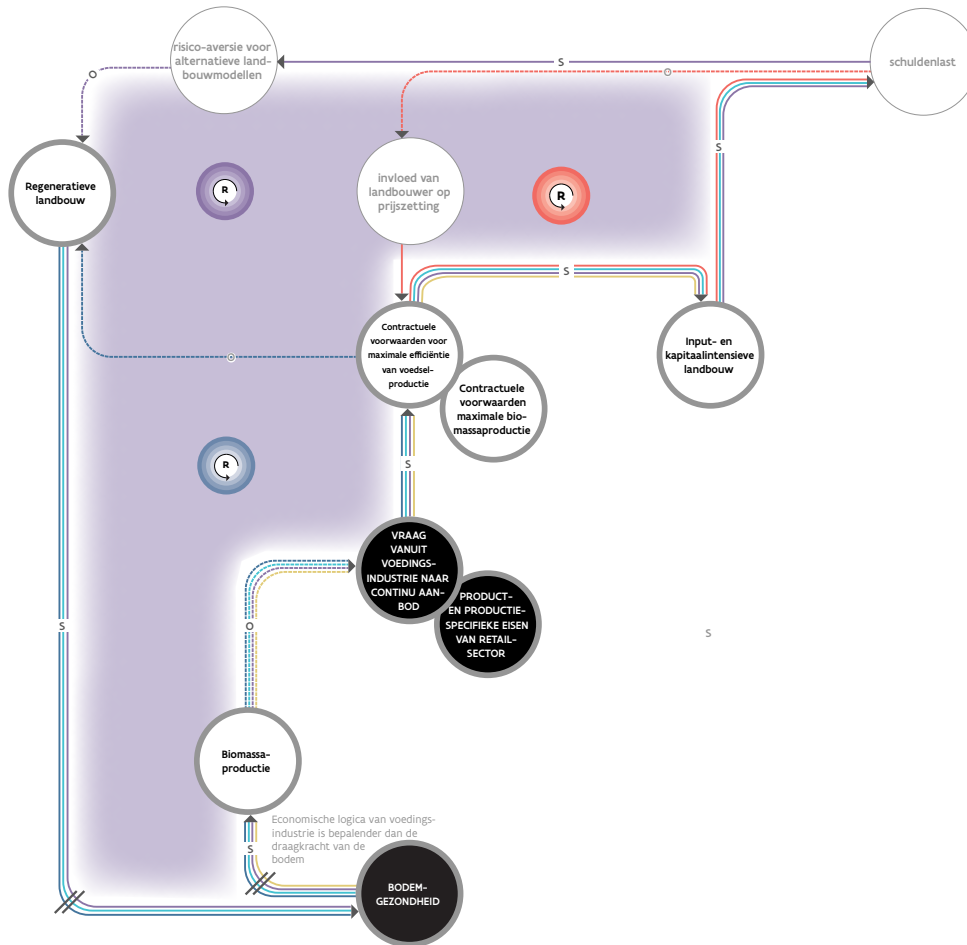 risico-aversie voor
alternatieve land-
bouwmodellen
S
schuldenlast
O
O
S
Regeneratieve
landbouw
R
invloed van
landbouwer op
prijszetting
R
S
Contractuele
voorwaarden voor
maximale efficiëntie
van voedsel-
productie
O
Input- en
kapitaalintensieve
landbouw
Contractuele
voorwaarden
maximale bio-
massaproductie
R
S
VRAAG
VANUIT
VOEDINGS-
INDUSTRIE NAAR
CONTINU AAN-
BOD
PRODUCT-
EN PRODUCTIE-
SPECIFIEKE EISEN
VAN RETAIL-
SECTOR
S
O
S
Biomassa-
productie
Economische logica van voedings-
industrie is bepalender dan de
draagkracht van de
bodem
S
BODEM-
GEZONDHEID